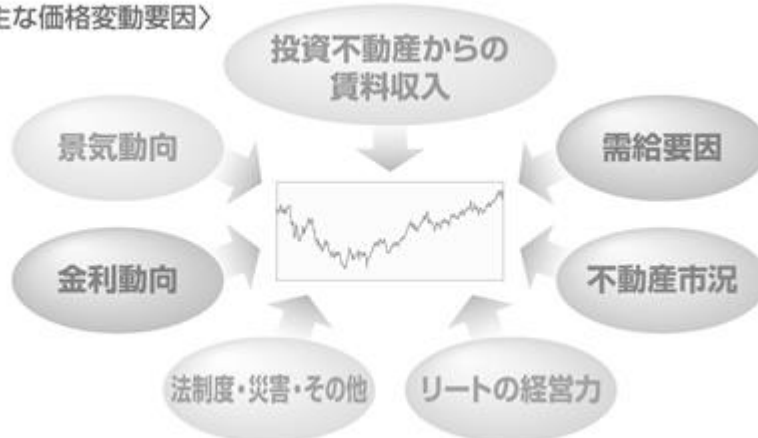 主な価格変動要因〉
投資不動産からの
賃料収入
景気動向
需給要因
金利動向
不動産市況
法制度・災害・その他
リートの経営力